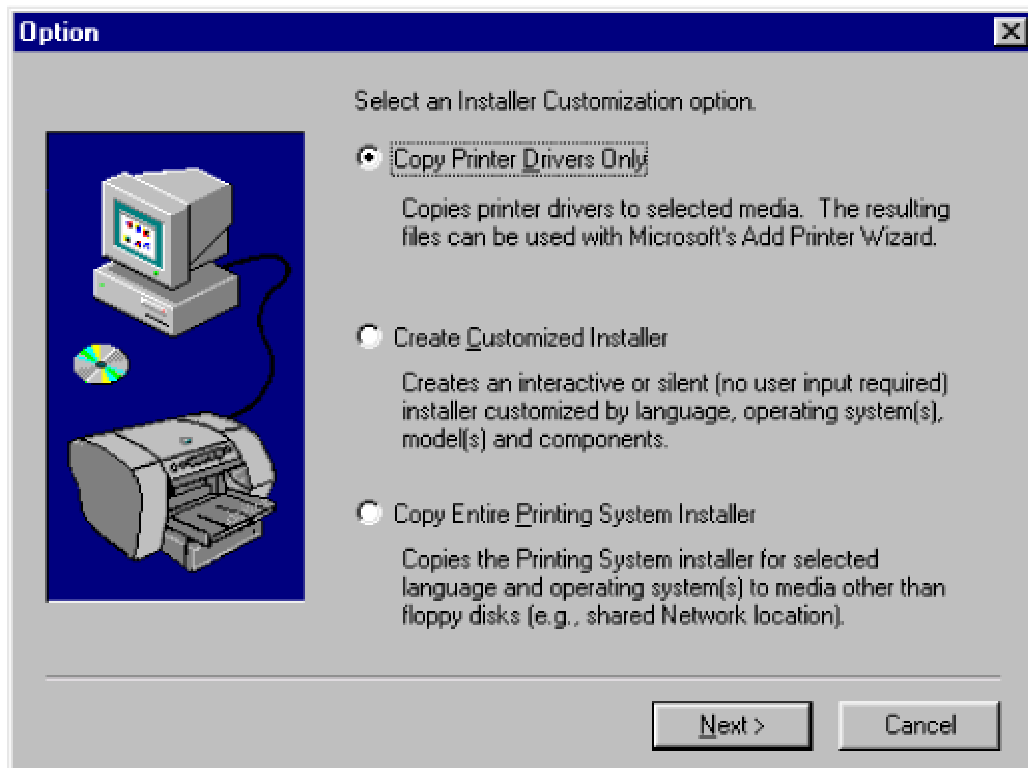 Option
Select an Installer Customization option.
Copy Printer Drivers Only
Copies printer drivers to selected media.  The resulting
files can be used with Microsoft's Add Printer Wizard.
Create Customized Installer
Creates an interactive or silent (no user input required)
installer customized by language, operating system(s),
model(s) and components.
Copy Entire Printing System Installer
Copies the Printing System installer for selected
language and operating system(s) to media other than
floppy disks (e.g., shared Network location).
Next >
Cancel